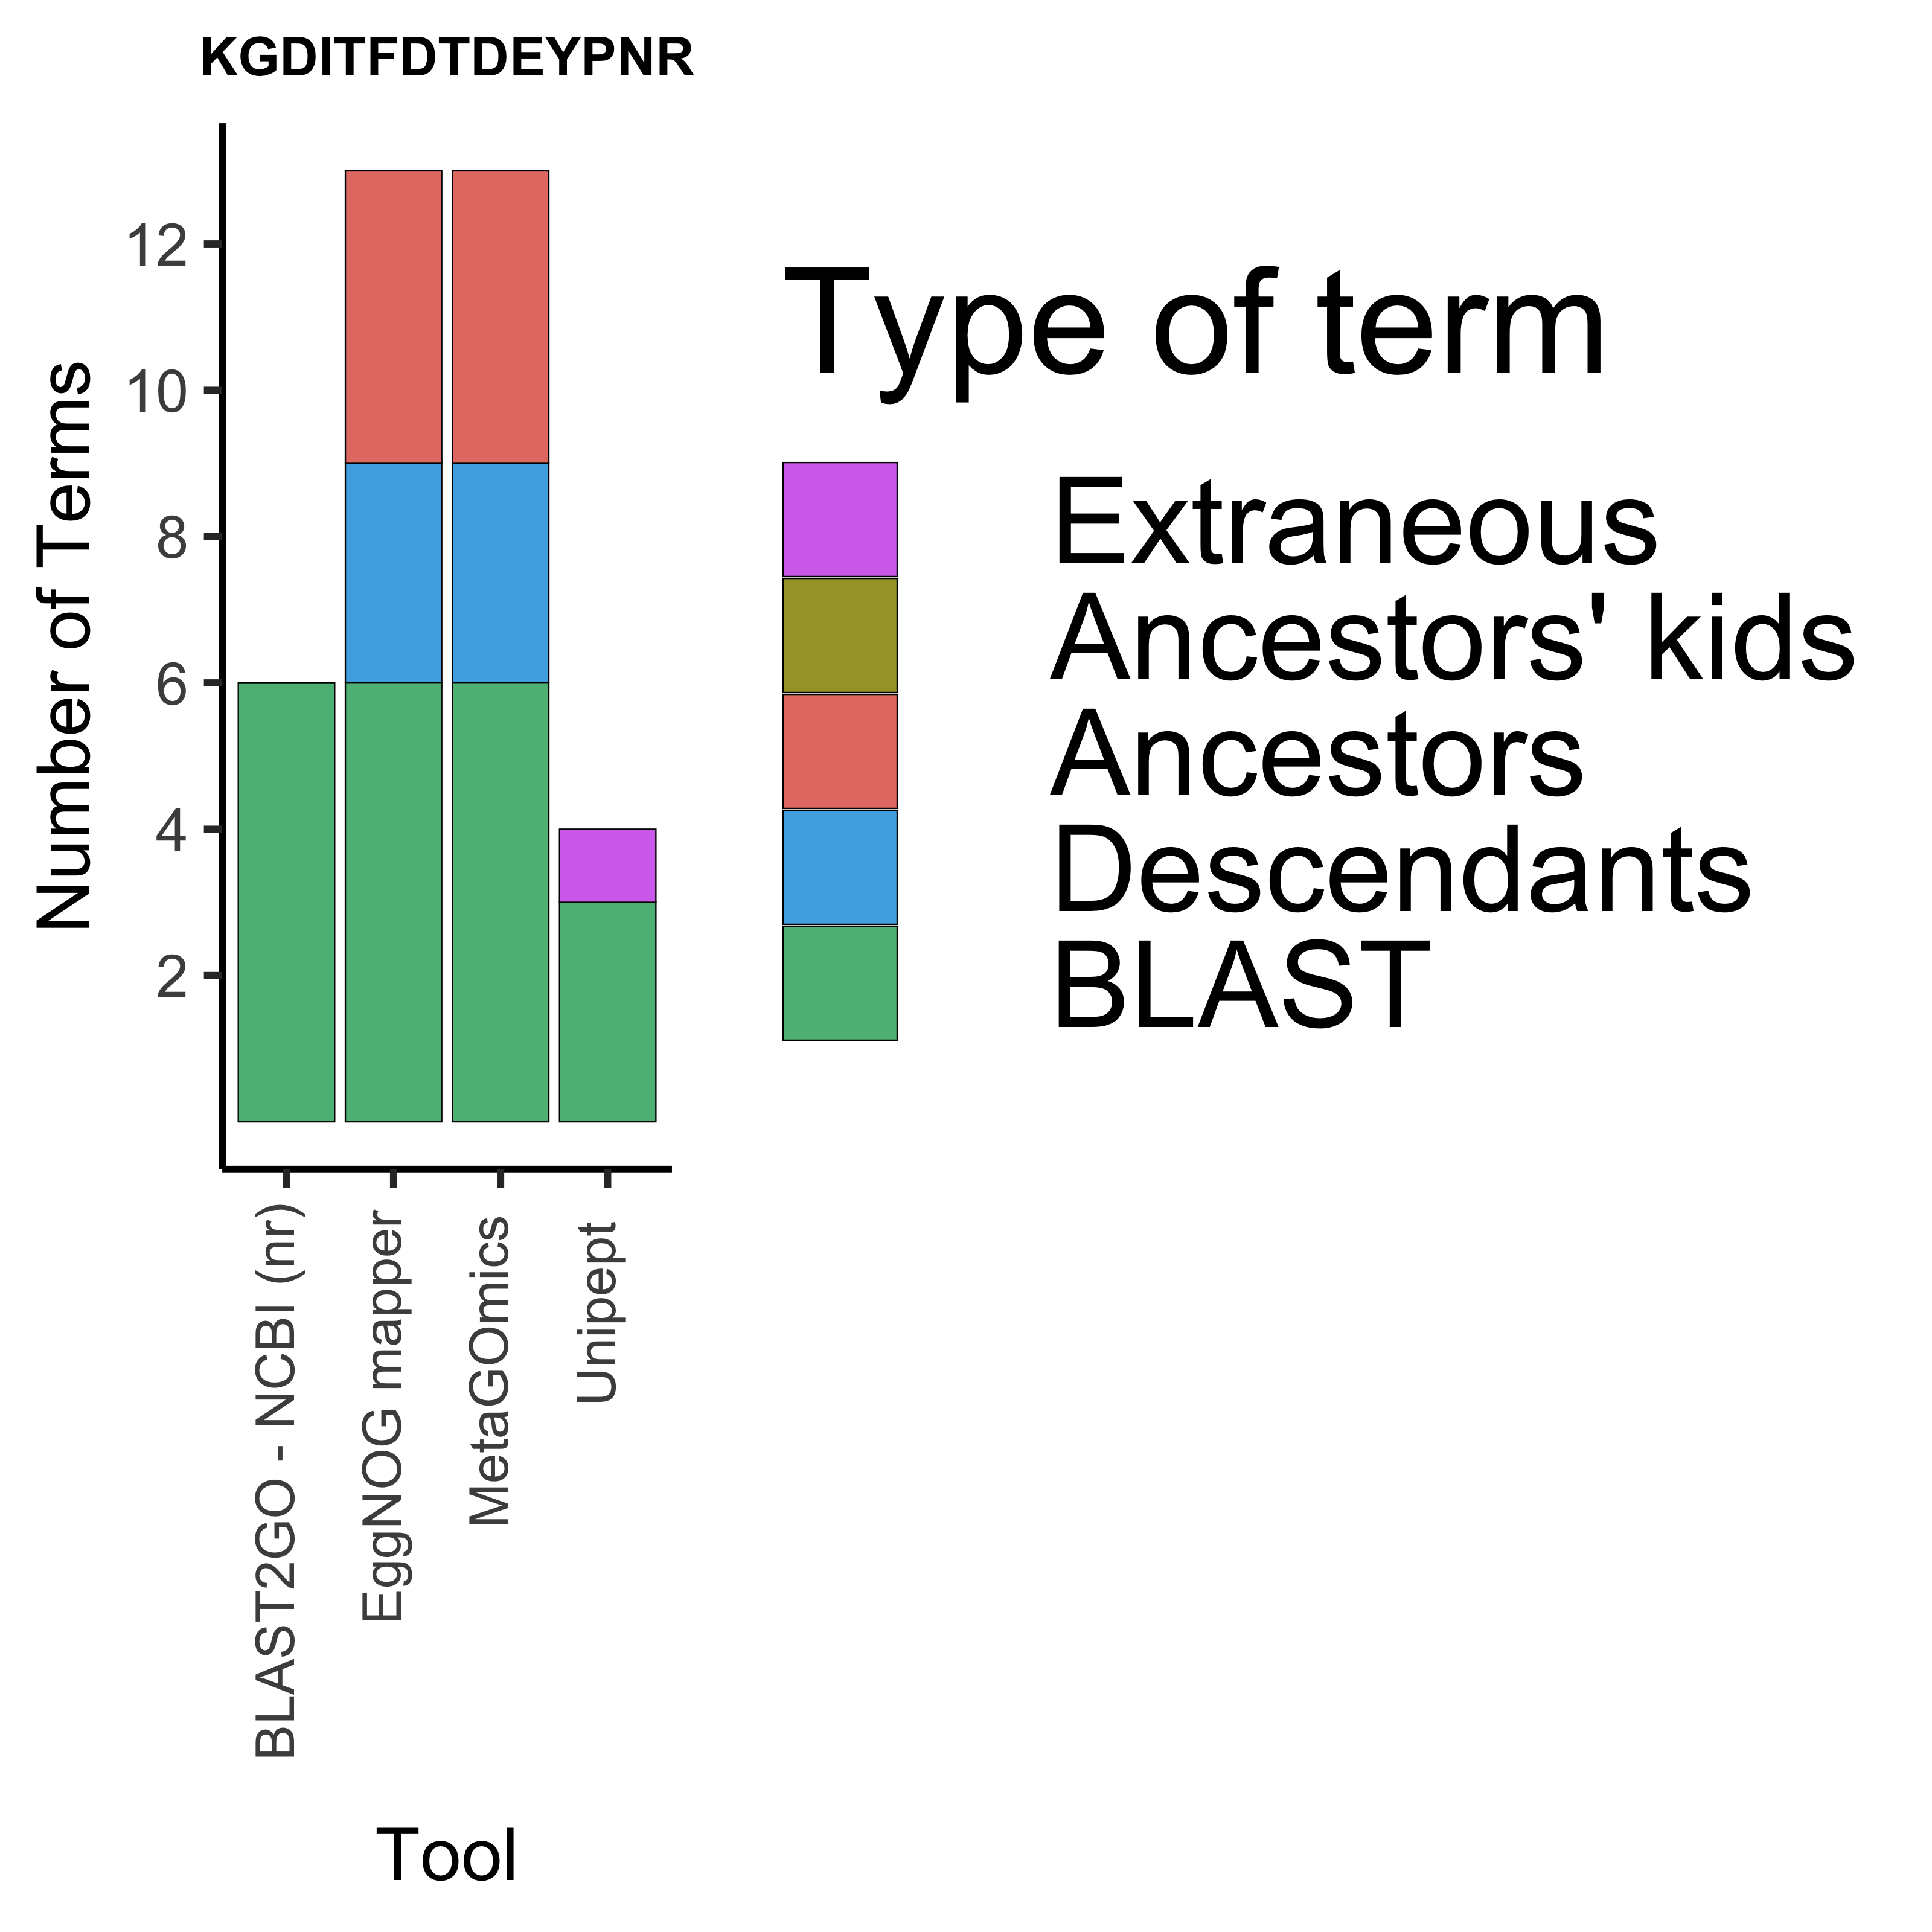 KGDITFDTDEYPNR
Number of Terms
12
10
8
6
4
2
BLAST2GO - NCBI (nr)
EggNOG mapper
MetaGOmics
Unipept
Tool
Type of term
Extraneous
Ancestors' kids
Ancestors
Descendants
BLAST